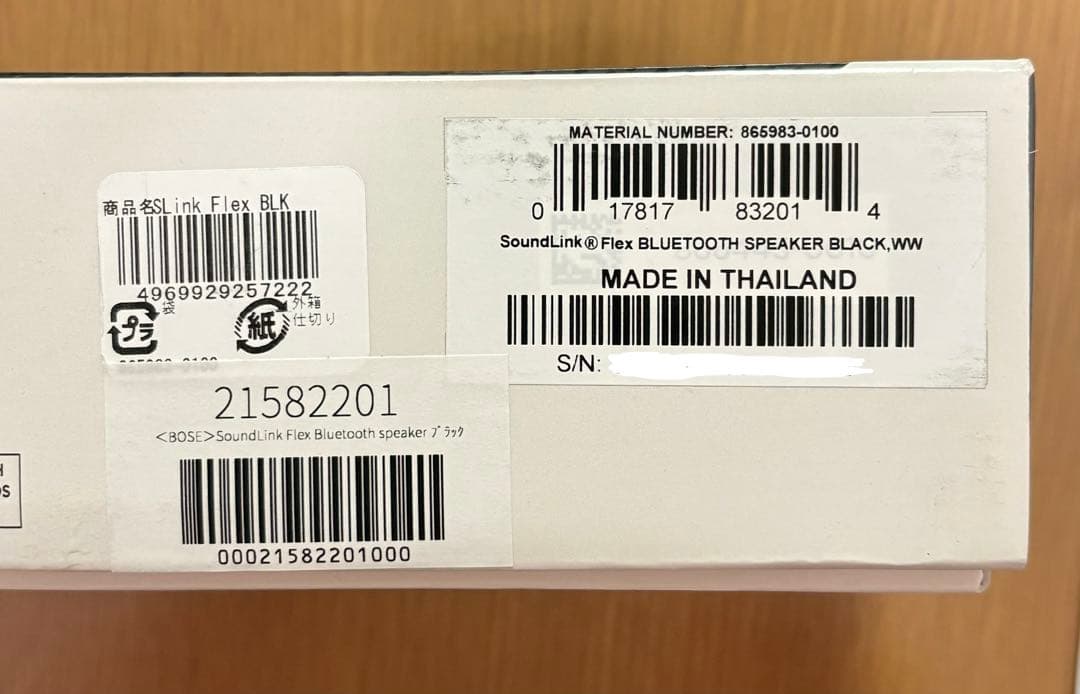 MATERIAL NUMBER: 865983-0100
0 17817 83201 4
SoundLink® Flex BLUETOOTH SPEAKER BLACK,WW
MADE IN THAILAND
S/N:
商品名SLink Flex BLK
4969929257222
プラ
袋
紙
外箱
仕切り
21582201
<BOSE>SoundLink Flex Bluetooth speaker ﾌﾞﾗｯｸ
00021582201000